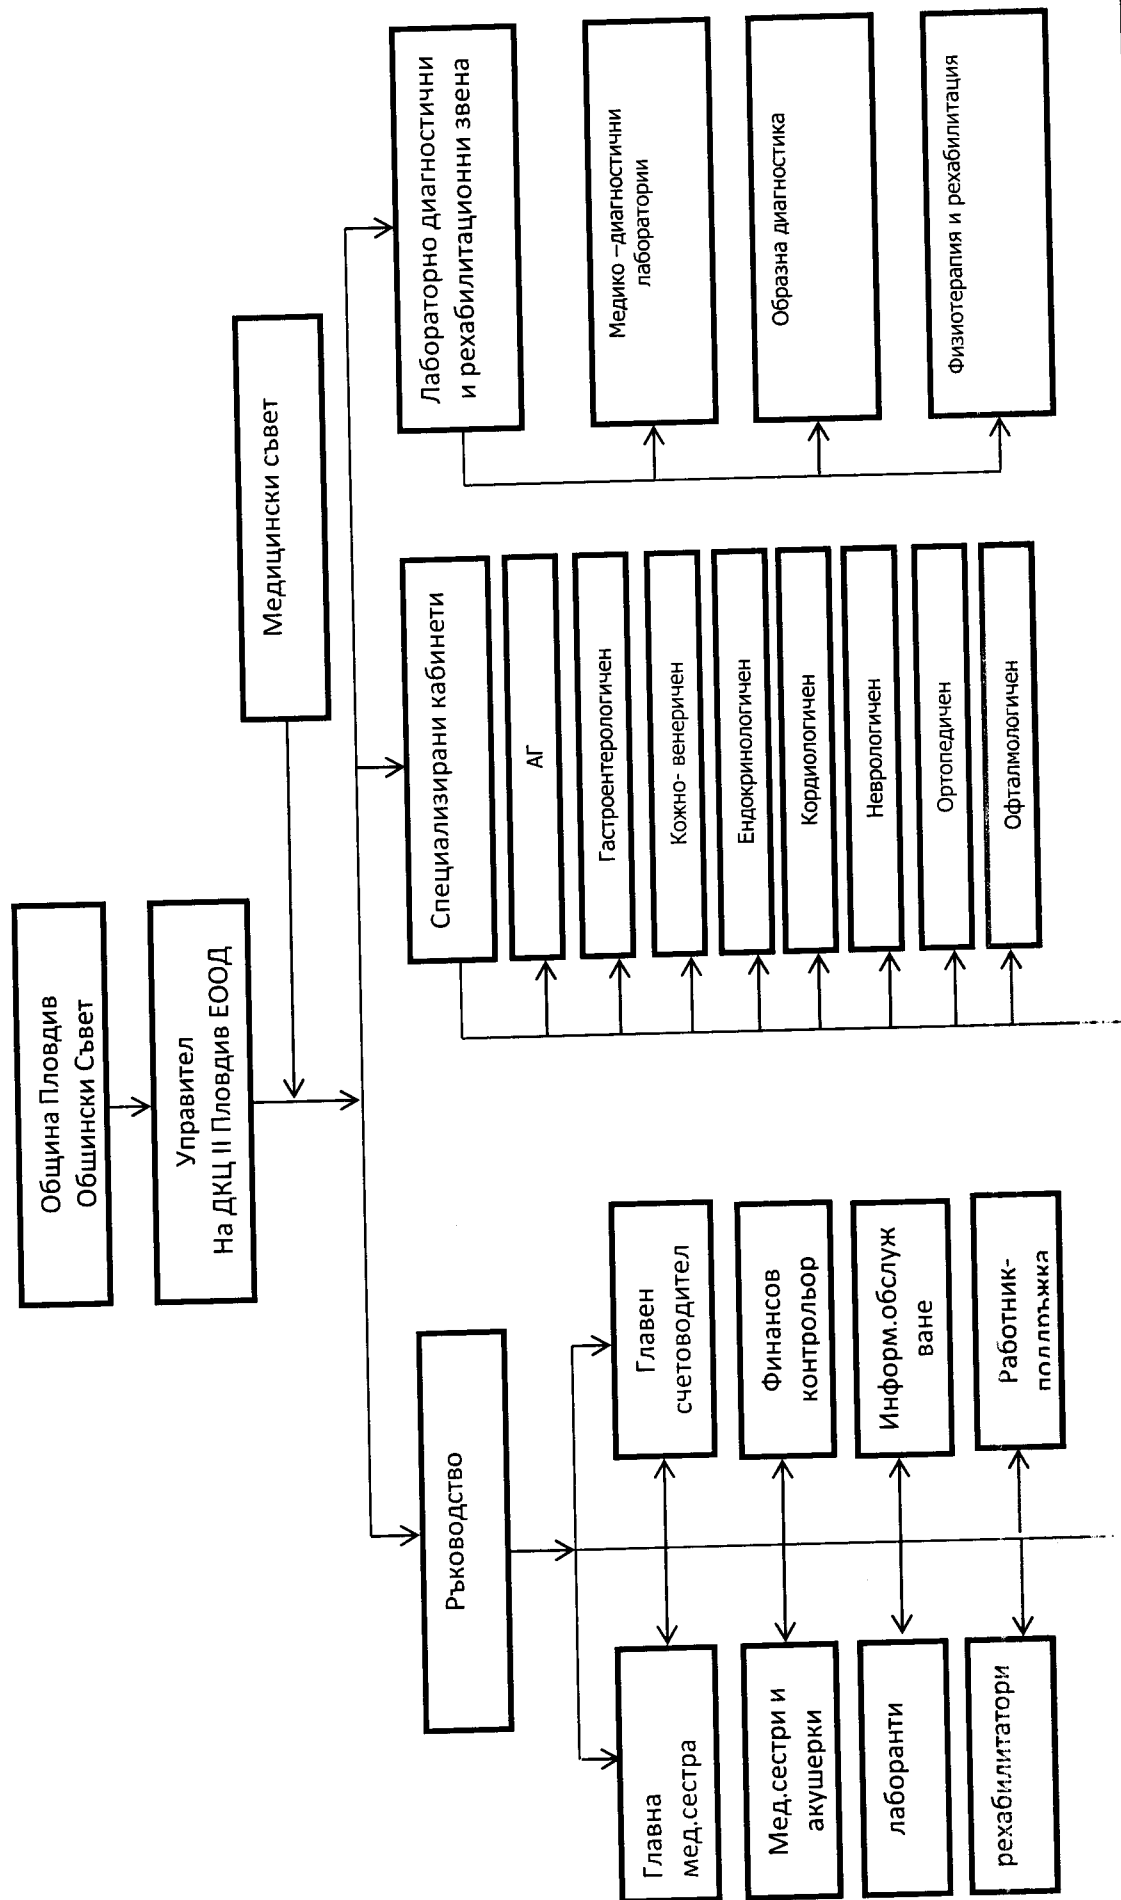 Община Пловдив
Общински Съвет
Управител
На ДКЦ II Пловдив ЕООД
Медицински съвет
Ръководство
Специализирани кабинети
Лабораторно диагностични
и рехабилитационни звена
Главна
мед.сестра
Главен
счетоводител
Мед.сестри и
акушерки
Финансов
контрольор
лаборанти
Информ.обслуж
ване
рехабилитатори
Работник-
поддръжка
АГ
Гастроентерологичен
Кожно- венеричен
Ендокринологичен
Кордиологичен
Неврологичен
Ортопедичен
Офталмологичен
Медико –диагностични
лаборатории
Образна диагностика
Физиотерапия и рехабилитация